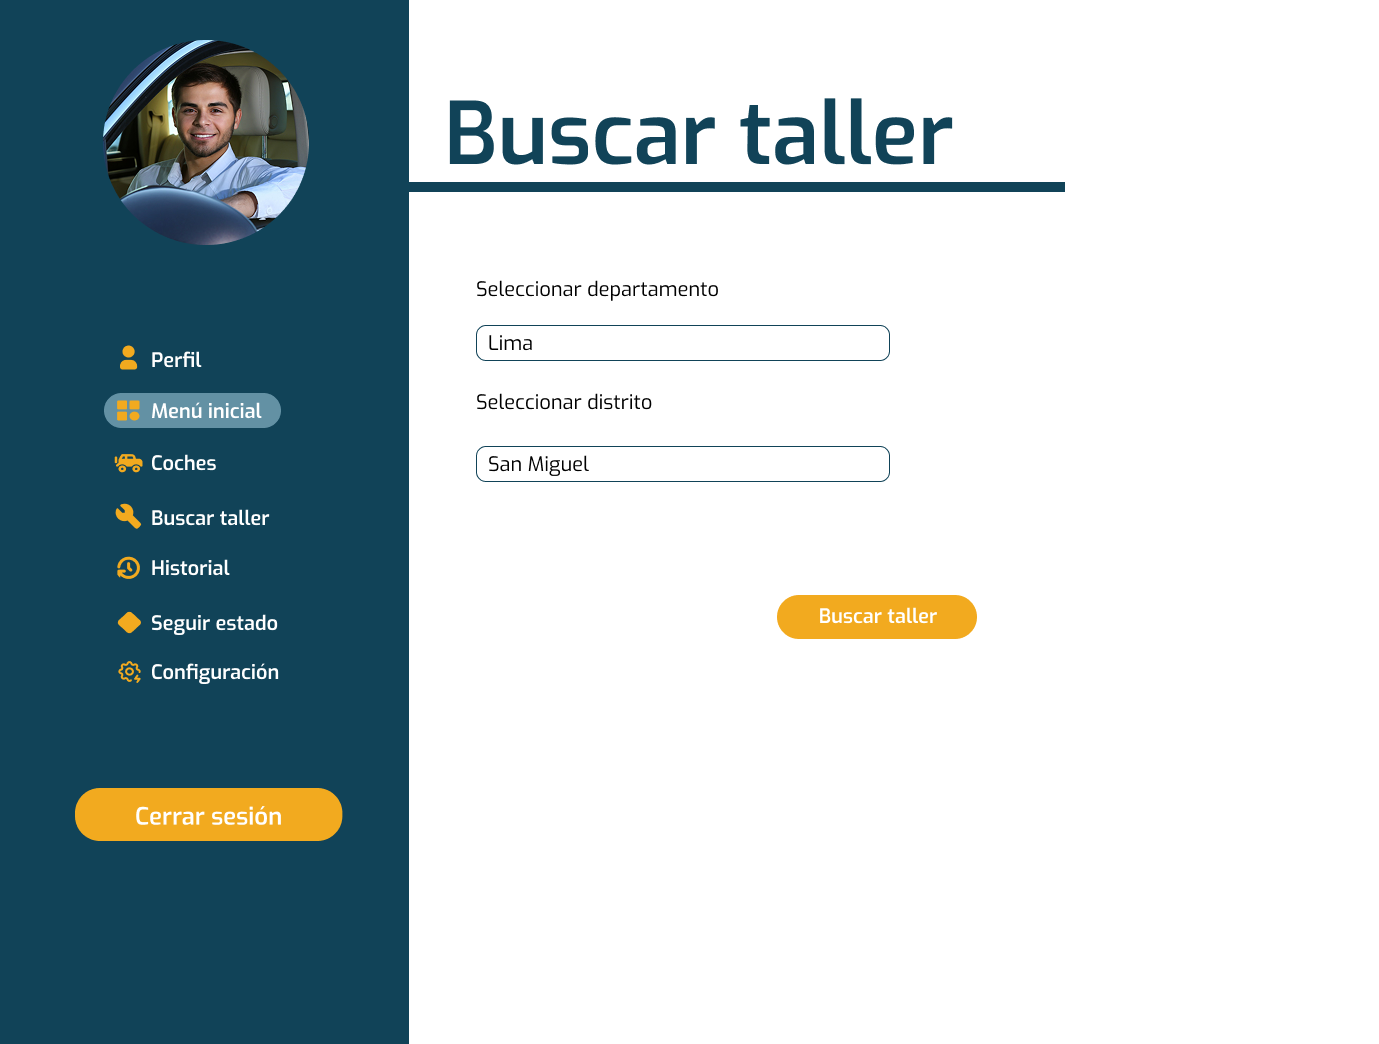 Buscar taller
Seleccionar departamento
Lima
Seleccionar distrito
San Miguel
Buscar taller
Perfil
Menú inicial
Coches
Buscar taller
Historial
Seguir estado
Configuración
Cerrar sesión